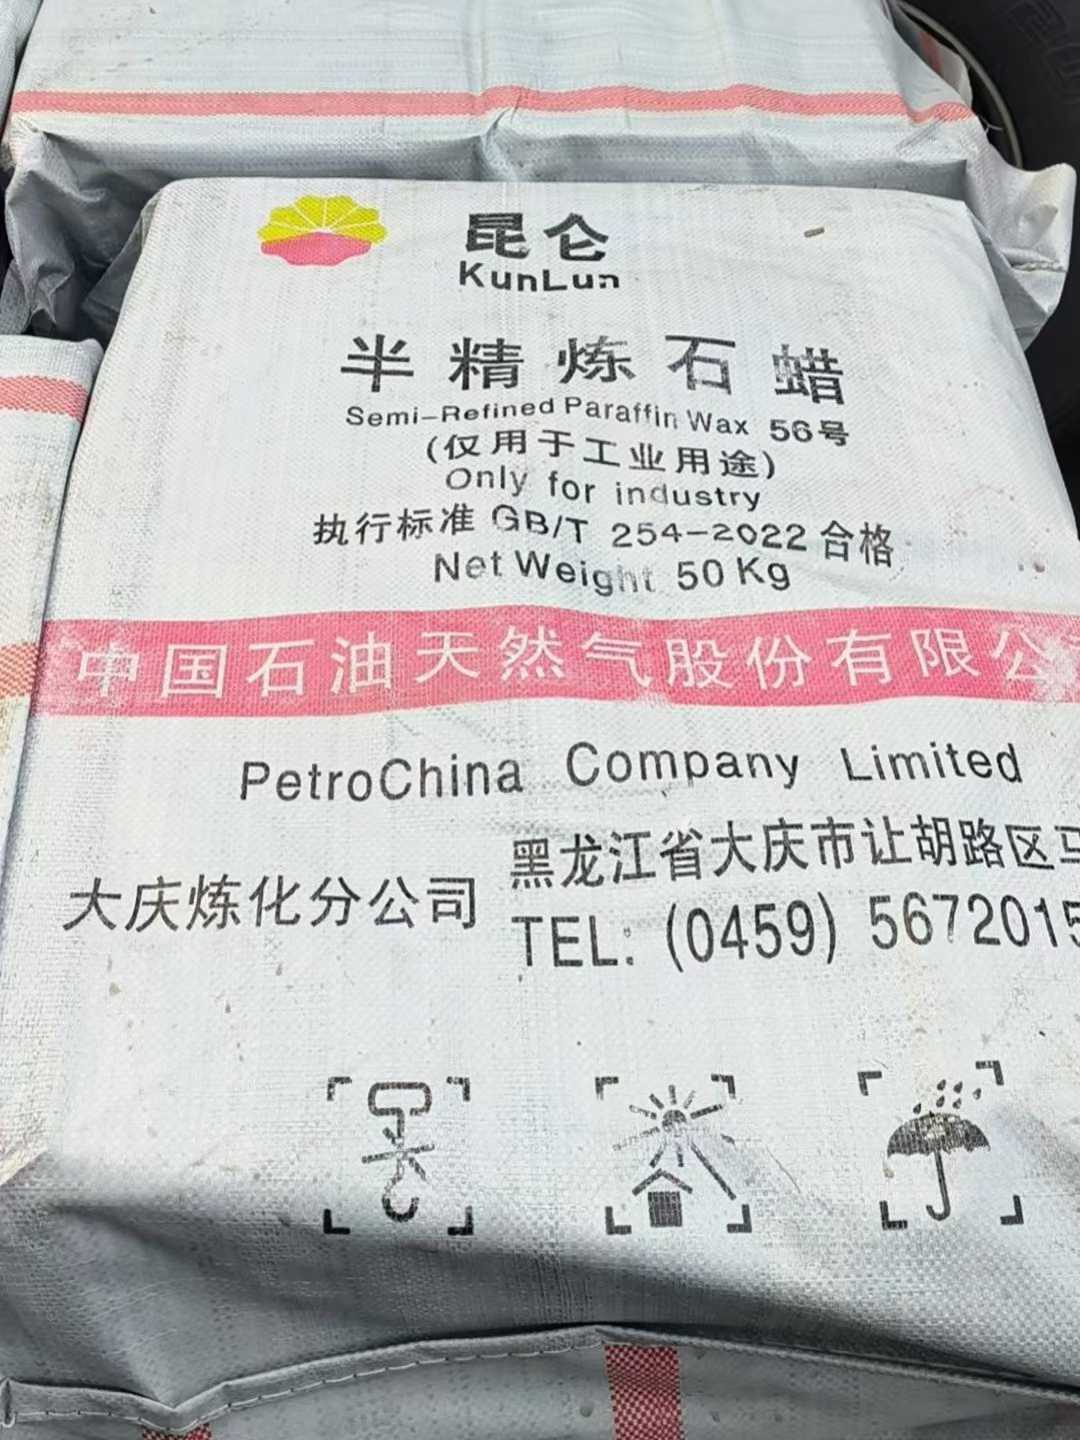 昆仑
KunLun
半精炼石蜡
Semi-Refined Paraffin Wax 56号
(仅用于工业用途)
Only for industry
执行标准 GB/T 254-2022 合格
Net Weight 50 Kg
中国石油天然气股份有限公
PetroChina Company Limited
大庆炼化分公司
黑龙江省大庆市让胡路区马
TEL: (0459) 5672015